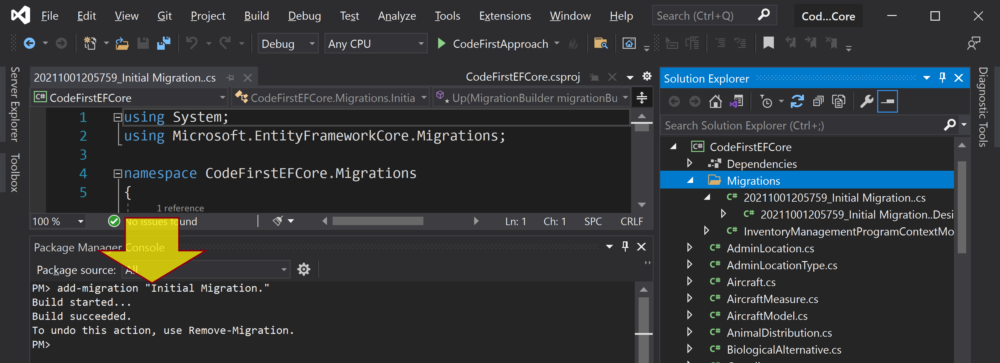 File Edit View Git Project Build Debug Test Analyze Tools Extensions Window Help Search (Ctrl+Q) Cod...Core
Debug Any CPU CodeFirstApproach
Server Explorer
Toolbox
20211001205759_Initial Migration..cs
CodeFirstEFCore.csproj
C# CodeFirstEFCore CodeFirstEFCore.Migrations.Initia Up(MigrationBuilder migrationBu
1 using System;
2 using Microsoft.EntityFrameworkCore.Migrations;
3
4 namespace CodeFirstEFCore.Migrations
5 {
1 reference
100 % No issues found Ln: 1 Ch: 1 SPC CRLF
Package Manager Console
Package source: All
PM> add-migration "Initial Migration."
Build started...
Build succeeded.
To undo this action, use Remove-Migration.
PM>
Solution Explorer
Search Solution Explorer (Ctrl+;)
C# CodeFirstEFCore
Dependencies
Migrations
C# 20211001205759_Initial Migration..cs
C# 20211001205759_Initial Migration..Desi
C# InventoryManagementProgramContextMo
C# AdminLocation.cs
C# AdminLocationType.cs
C# Aircraft.cs
C# AircraftMeasure.cs
C# AircraftModel.cs
C# AnimalDistribution.cs
C# BiologicalAlternative.cs
Diagnostic Tools